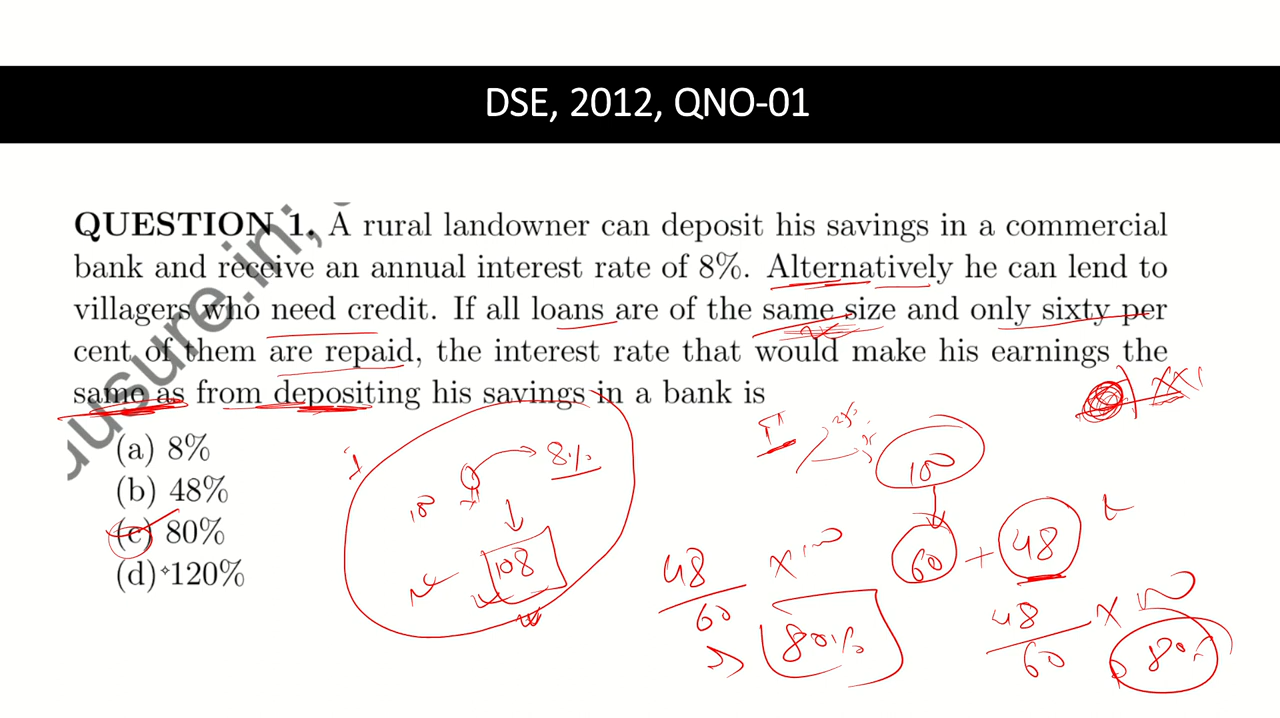 DSE, 2012, QNO-01
QUESTION 1. A rural landowner can deposit his savings in a commercial
bank and receive an annual interest rate of 8%. Alternatively he can lend to
villagers who need credit. If all loans are of the same size and only sixty per
cent of them are repaid, the interest rate that would make his earnings the
same as from depositing his savings in a bank is
(a) 8%
(b) 48%
(c) 80%
(d) 120%
usure.in;
I
100
8%
108
II
100
60 + 48
48
60
× 100
80%
48
60
× 100
80%